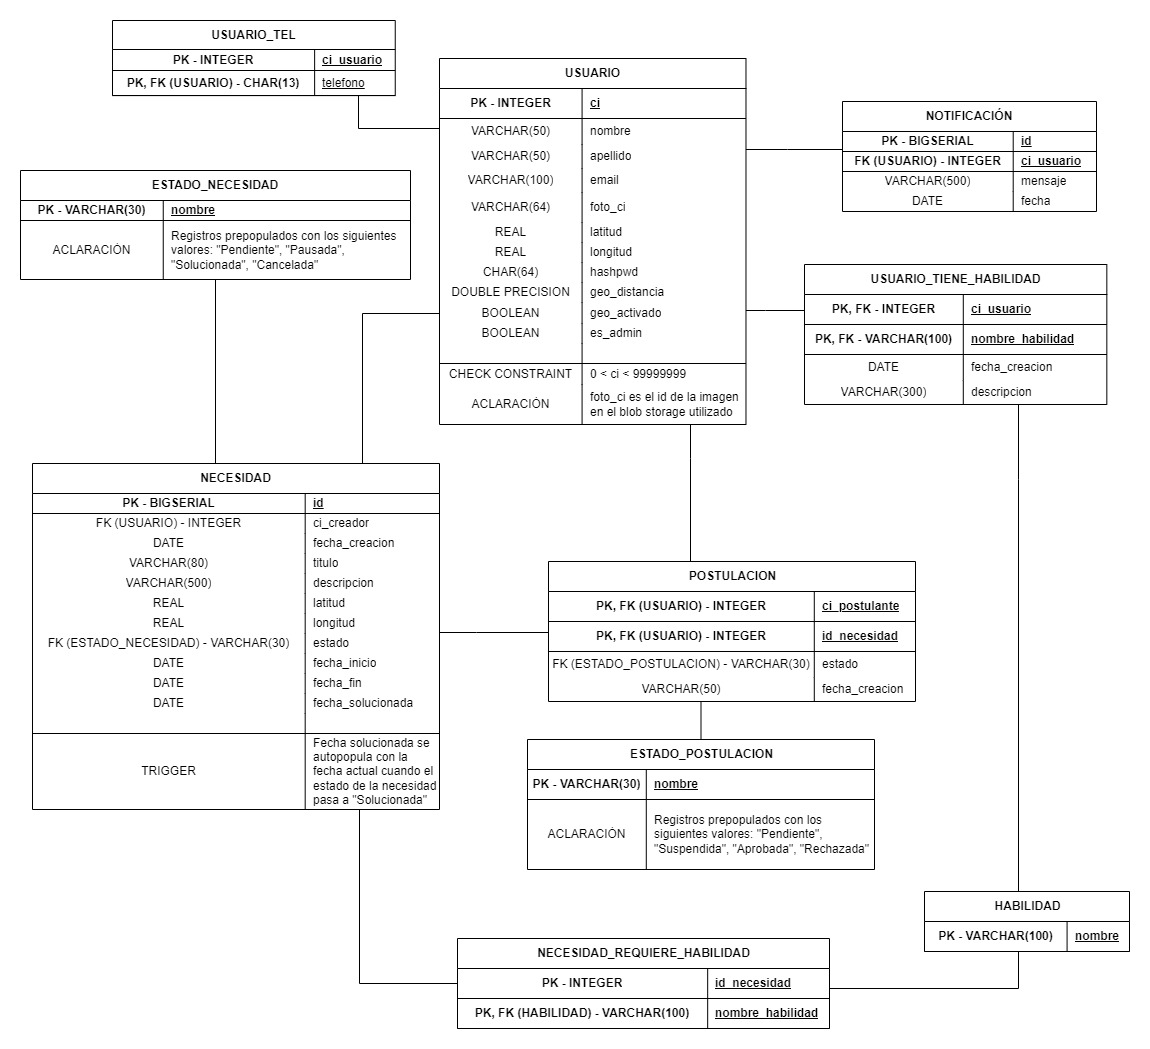 USUARIO_TEL
PK - INTEGER ci_usuario
PK, FK (USUARIO) - CHAR(13) telefono
USUARIO
PK - INTEGER ci
VARCHAR(50) nombre
VARCHAR(50) apellido
VARCHAR(100) email
VARCHAR(64) foto_ci
REAL latitud
REAL longitud
CHAR(64) hashpwd
DOUBLE PRECISION geo_distancia
BOOLEAN geo_activado
BOOLEAN es_admin
CHECK CONSTRAINT 0 < ci < 99999999
ACLARACIÓN foto_ci es el id de la imagen
en el blob storage utilizado
NOTIFICACIÓN
PK - BIGSERIAL id
FK (USUARIO) - INTEGER ci_usuario
VARCHAR(500) mensaje
DATE fecha
ESTADO_NECESIDAD
PK - VARCHAR(30) nombre
ACLARACIÓN Registros prepopulados con los siguientes
valores: "Pendiente", "Pausada",
"Solucionada", "Cancelada"
USUARIO_TIENE_HABILIDAD
PK, FK - INTEGER ci_usuario
PK, FK - VARCHAR(100) nombre_habilidad
DATE fecha_creacion
VARCHAR(300) descripcion
NECESIDAD
PK - BIGSERIAL id
FK (USUARIO) - INTEGER ci_creador
DATE fecha_creacion
VARCHAR(80) titulo
VARCHAR(500) descripcion
REAL latitud
REAL longitud
FK (ESTADO_NECESIDAD) - VARCHAR(30) estado
DATE fecha_inicio
DATE fecha_fin
DATE fecha_solucionada
TRIGGER Fecha solucionada se
autopopula con la
fecha actual cuando el
estado de la necesidad
pasa a "Solucionada"
POSTULACION
PK, FK (USUARIO) - INTEGER ci_postulante
PK, FK (USUARIO) - INTEGER id_necesidad
FK (ESTADO_POSTULACION) - VARCHAR(30) estado
VARCHAR(50) fecha_creacion
ESTADO_POSTULACION
PK - VARCHAR(30) nombre
ACLARACIÓN Registros prepopulados con los
siguientes valores: "Pendiente",
"Suspendida", "Aprobada", "Rechazada"
HABILIDAD
PK - VARCHAR(100) nombre
NECESIDAD_REQUIERE_HABILIDAD
PK - INTEGER id_necesidad
PK, FK (HABILIDAD) - VARCHAR(100) nombre_habilidad